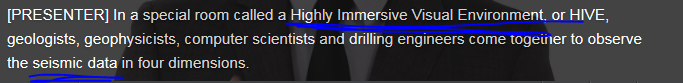 [PRESENTER] In a special room called a Highly Immersive Visual Environment, or HIVE,
geologists, geophysicists, computer scientists and drilling engineers come together to observe
the seismic data in four dimensions.